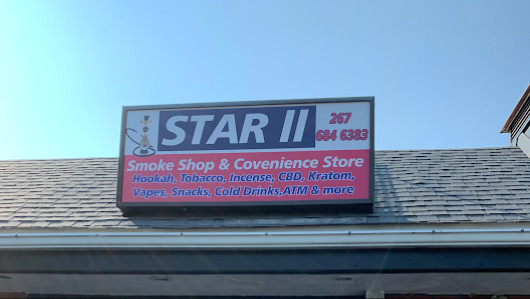 STAR II
267
684 6383
Smoke Shop & Covenience Store
Hookah, Tobacco, Incense, CBD, Kratom,
Vapes, Snacks, Cold Drinks,ATM & more